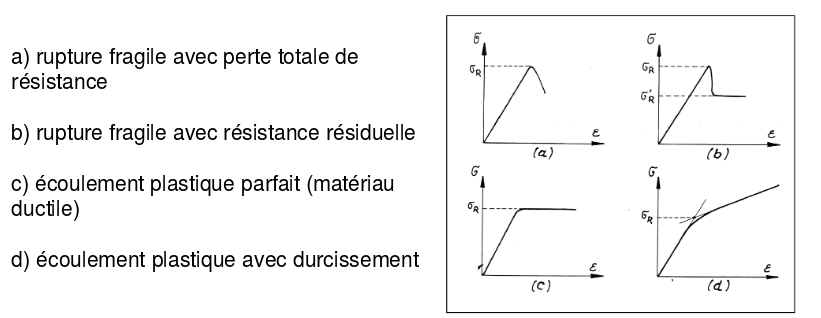 a) rupture fragile avec perte totale de
résistance
b) rupture fragile avec résistance résiduelle
c) écoulement plastique parfait (matériau
ductile)
d) écoulement plastique avec durcissement
σ
σR
ε
(a)
σ
σR
σ'R
ε
(b)
σ
σR
ε
(c)
σ
σR
ε
(d)